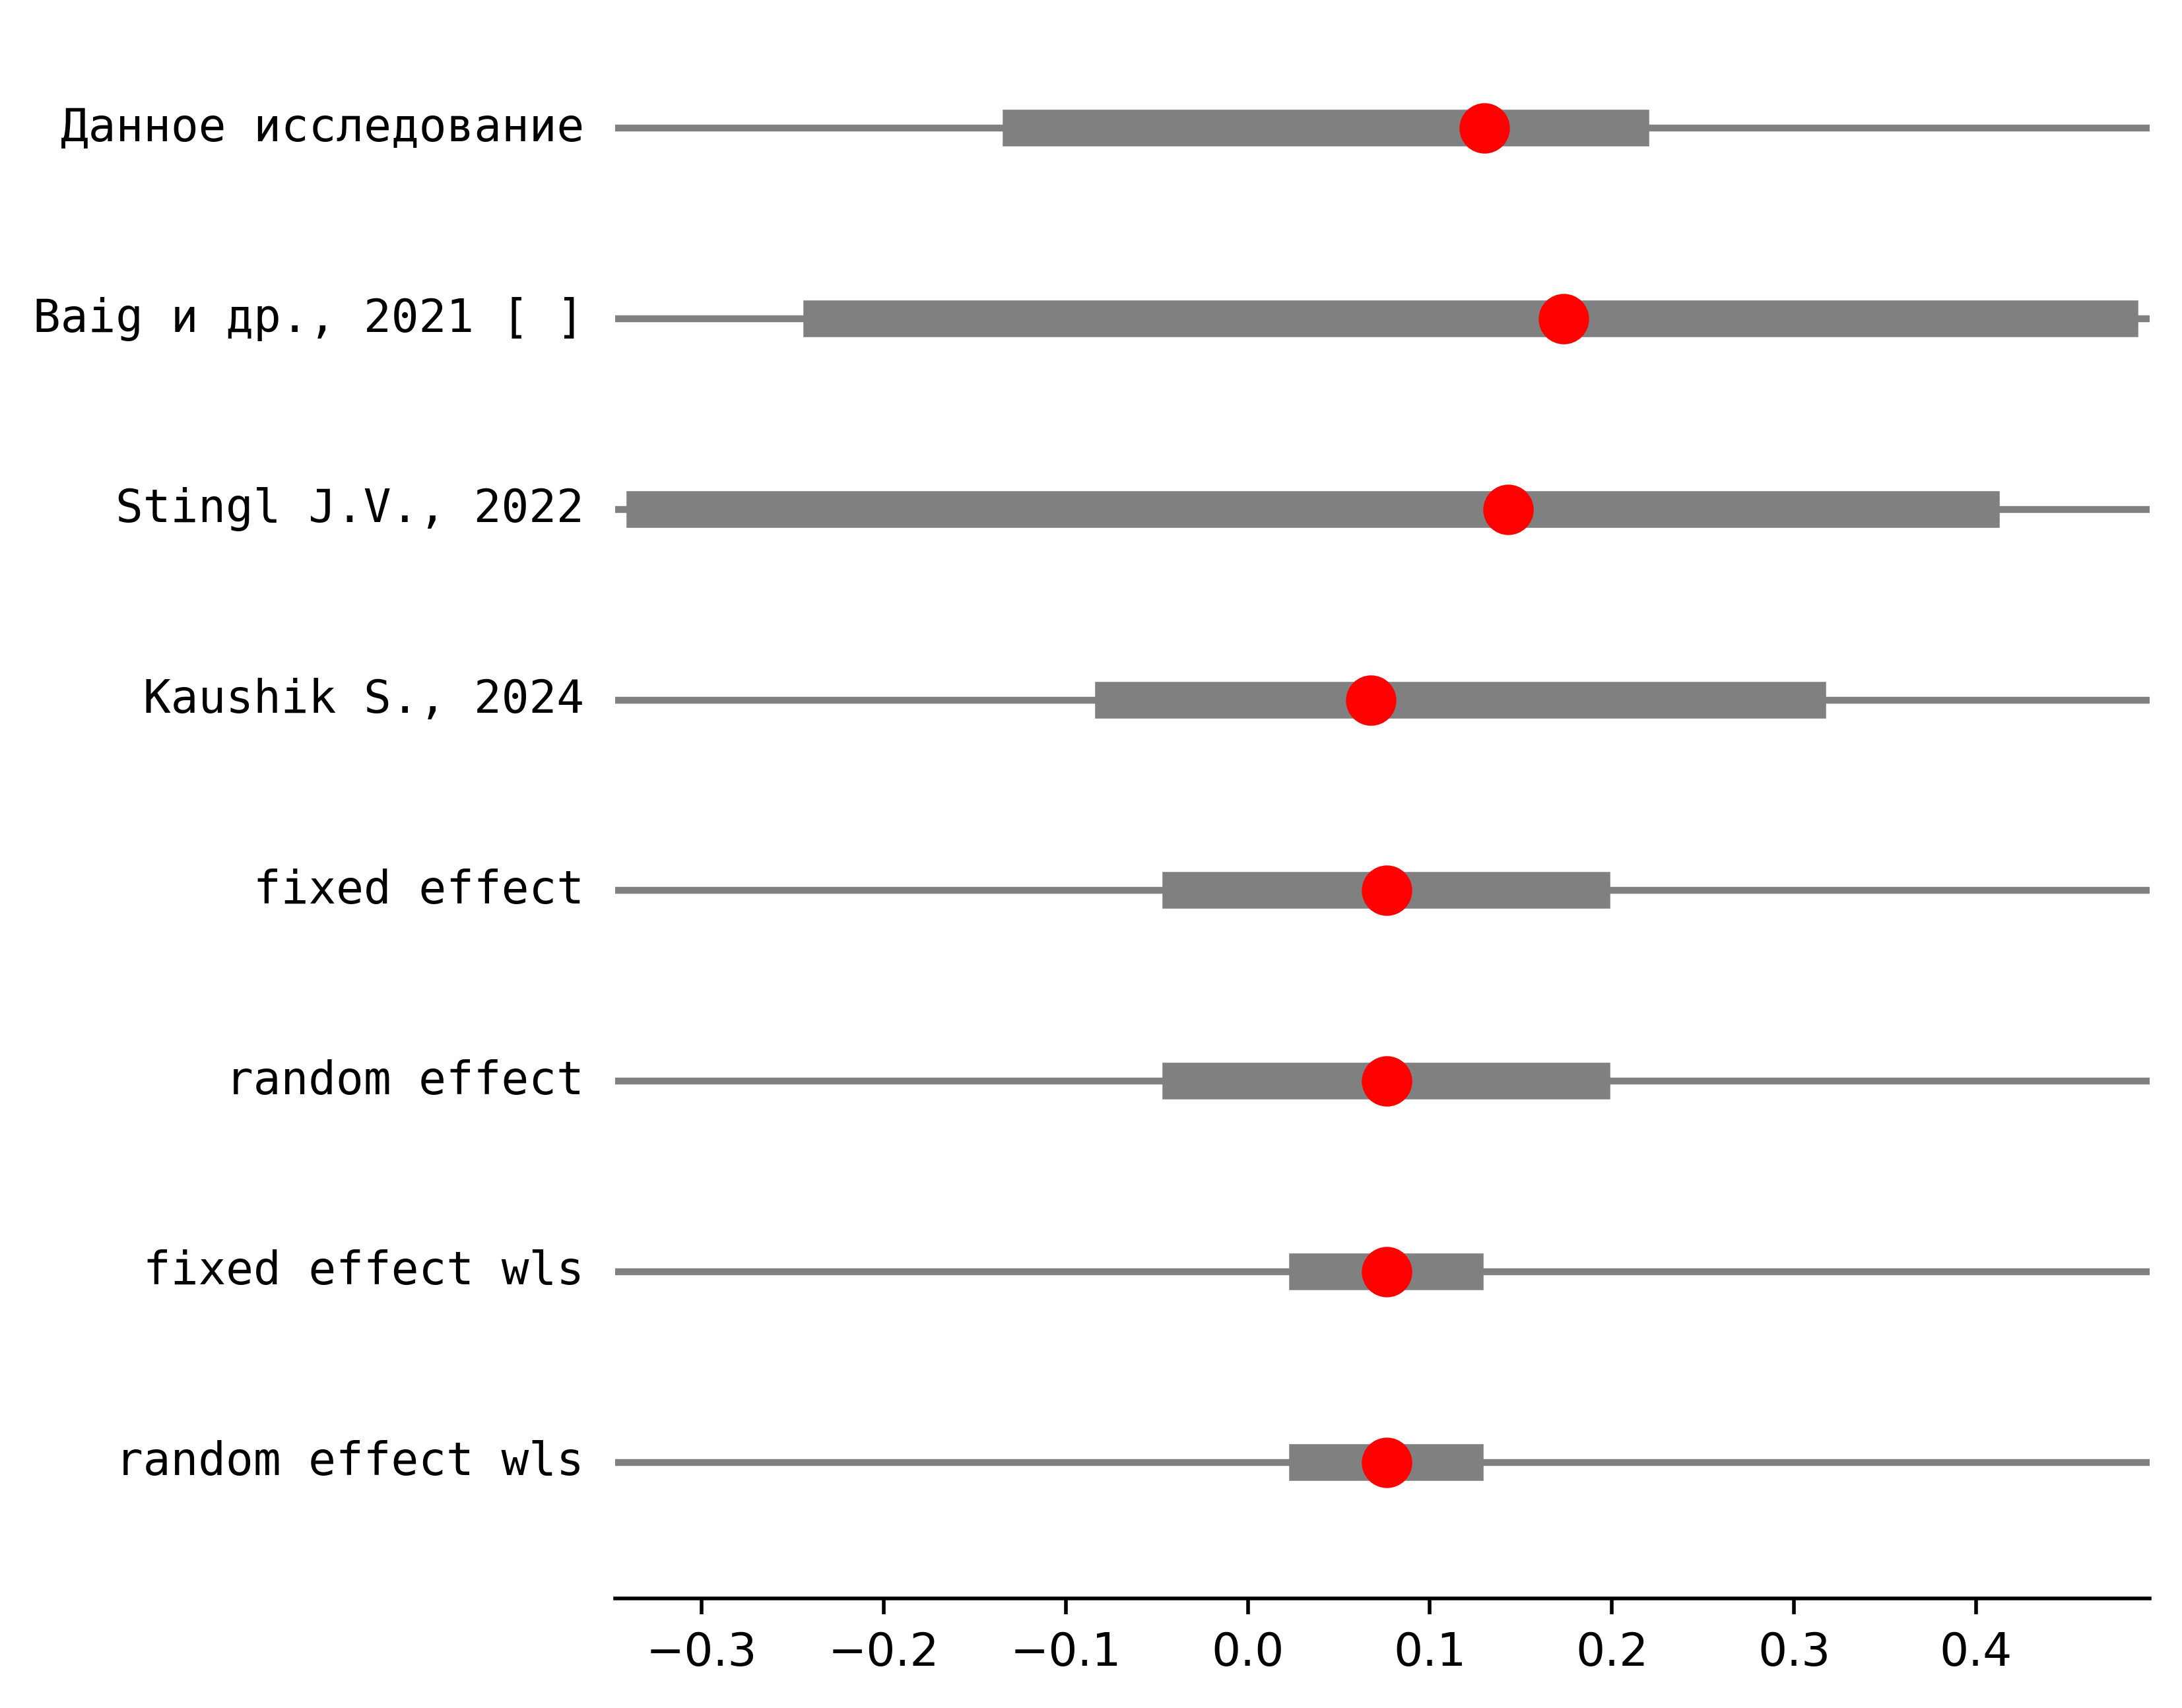 Данное исследование
Baig и др., 2021 [ ]
Stingl J.V., 2022
Kaushik S., 2024
fixed effect
random effect
fixed effect wls
random effect wls
−0.3 −0.2 −0.1 0.0 0.1 0.2 0.3 0.4